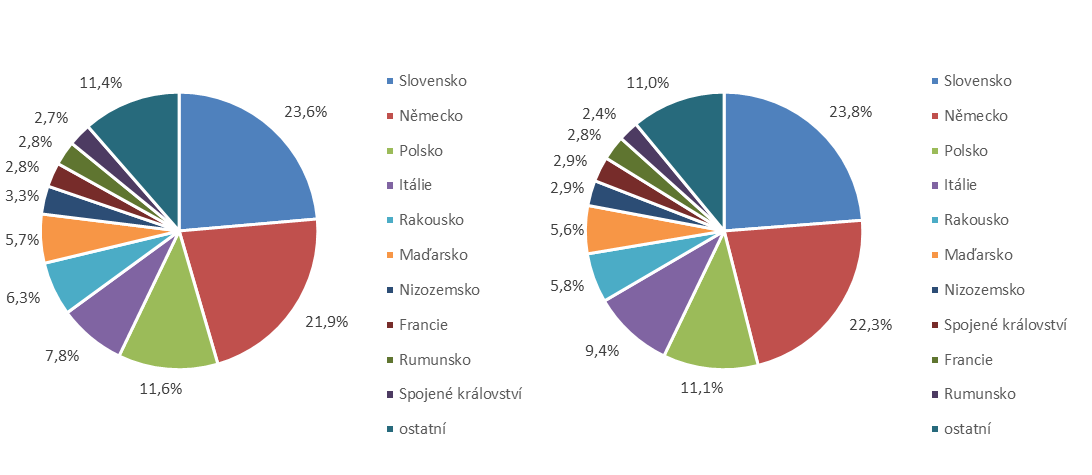 23,6%
21,9%
11,6%
7,8%
6,3%
5,7%
3,3%
2,8%
2,8%
2,7%
11,4%
Slovensko
Německo
Polsko
Itálie
Rakousko
Maďarsko
Nizozemsko
Francie
Rumunsko
Spojené království
ostatní
23,8%
22,3%
11,1%
9,4%
5,8%
5,6%
2,9%
2,9%
2,8%
2,4%
11,0%
Slovensko
Německo
Polsko
Itálie
Rakousko
Maďarsko
Nizozemsko
Spojené království
Francie
Rumunsko
ostatní